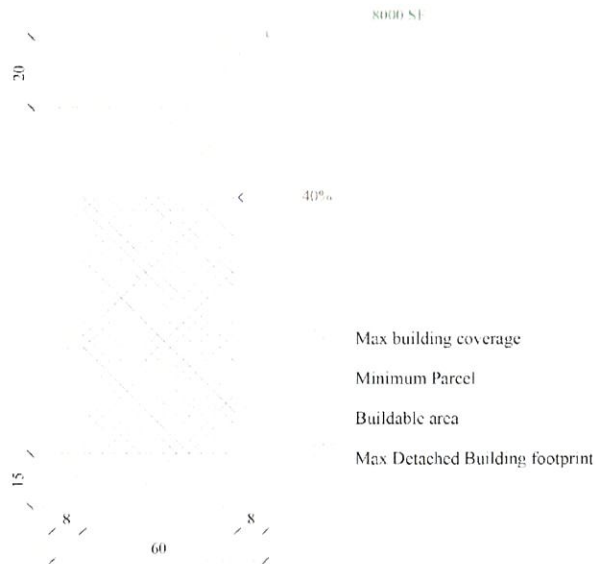 8000 SF
20
40%
Max building coverage
Minimum Parcel
Buildable area
Max Detached Building footprint
15
8
8
60